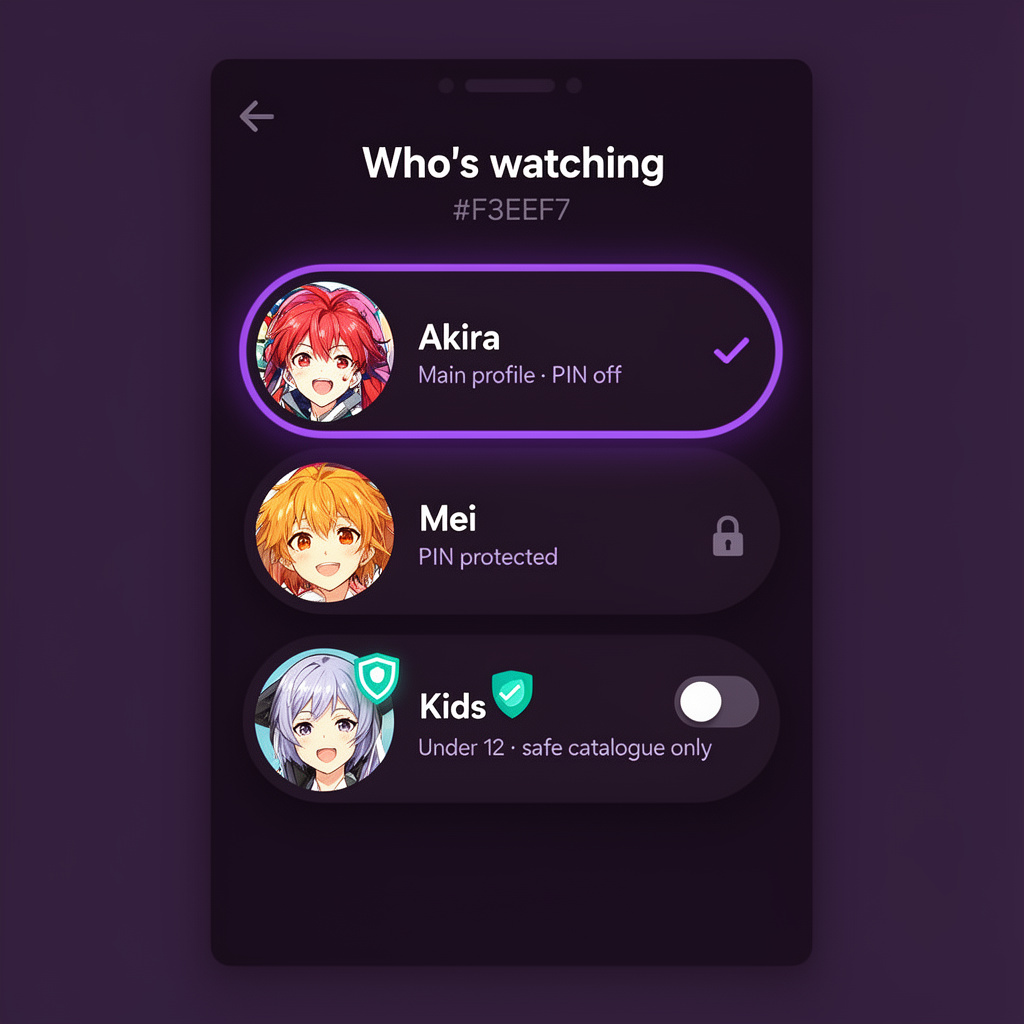 Who's watching
#F3EEF7
Akira
Main profile · PIN off
Mei
PIN protected
Kids
Under 12 · safe catalogue only